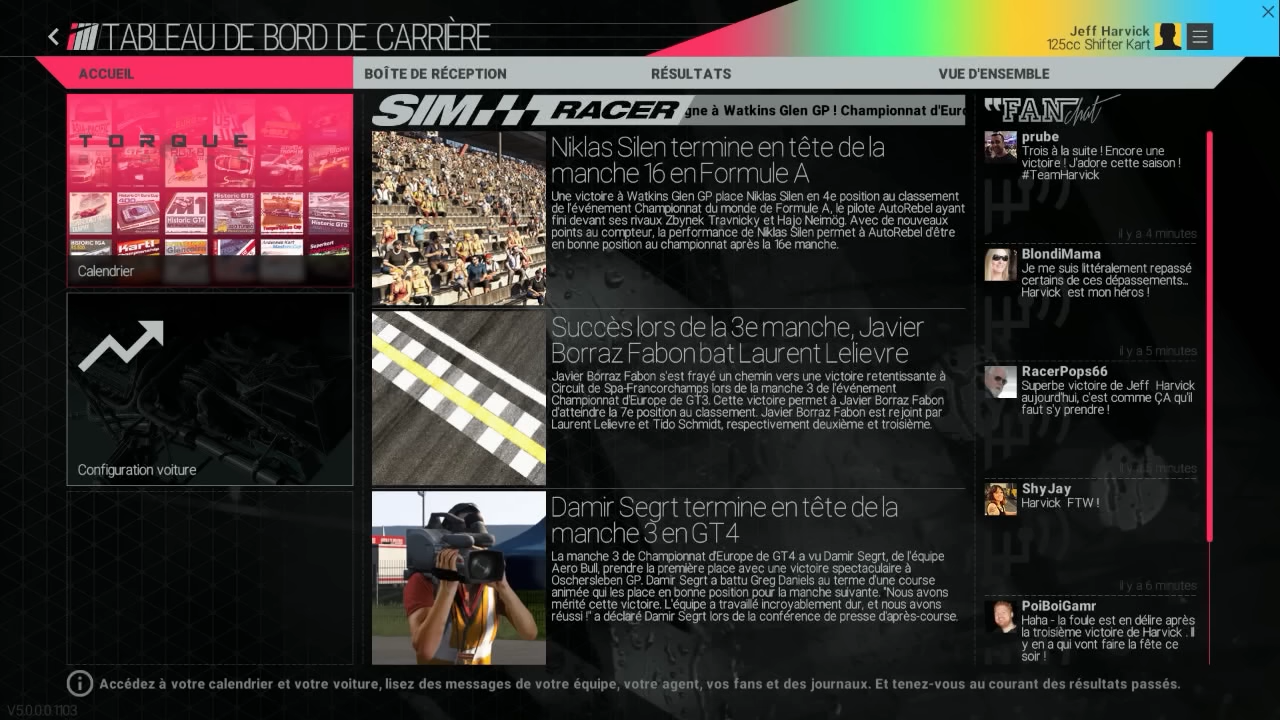 TABLEAU DE BORD DE CARRIÈRE
Jeff Harvick
125cc Shifter Kart
ACCUEIL
BOÎTE DE RÉCEPTION
RÉSULTATS
VUE D'ENSEMBLE
TORQUE
Calendrier
Configuration voiture
SIM RACER
gne à Watkins Glen GP ! Championnat d'Euro
Niklas Silen termine en tête de la
manche 16 en Formula A
Une victoire à Watkins Glen GP place Niklas Silen en 4e position au classement
de l'événement Championnat du monde de Formule A, le pilote AutoRebel ayant
fini devant ses rivaux Zbynek Travnicky et Hajo Neimög. Avec de nouveaux
points au compteur, la performance de Niklas Silen permet à AutoRebel d'être
en bonne position au championnat après la 16e manche.
Succès lors de la 3e manche, Javier
Borraz Fabon bat Laurent Lelievre
Javier Borraz Fabon s'est frayé un chemin vers une victoire retentissante à
Circuit de Spa-Francorchamps lors de la manche 3 de l'événement
Championnat d'Europe de GT3. Cette victoire permet à Javier Borraz Fabon
d'atteindre la 7e position au classement. Javier Borraz Fabon est rejoint par
Laurent Lelievre et Tido Schmidt, respectivement deuxième et troisième.
Damir Segrt termine en tête de la
manche 3 en GT4
La manche 3 de Championnat d'Europe de GT4 a vu Damir Segrt, de l'équipe
Aero Bull, prendre la première place avec une victoire spectaculaire à
Oschersleben GP. Damir Segrt a battu Greg Daniels au terme d'une course
animée qui les place en bonne position pour la manche suivante. "Nous avons
mérité cette victoire. L'équipe a travaillé incroyablement dur, et nous avons
réussi !" a déclaré Damir Segrt lors de la conférence de presse d'après-course.
FAN chat
prube
Trois à la suite ! Encore une
victoire ! J'adore cette saison !
#TeamHarvick
il y a 4 minutes
BlondiMama
Je me suis littéralement repassé
certains de ces dépassements...
Harvick est mon héros !
il y a 5 minutes
RacerPops66
Superbe victoire de Jeff Harvick
aujourd'hui, c'est comme ÇA qu'il
faut s'y prendre !
il y a 5 minutes
ShyJay
Harvick FTW !
il y a 6 minutes
PoiBoiGamr
Haha - la foule est en délire après
la troisième victoire de Harvick . Il
y en a qui vont faire la fête ce
soir !
Accédez à votre calendrier et votre voiture, lisez des messages de votre équipe, votre agent, vos fans et des journaux. Et tenez-vous au courant des résultats passés.
V5.0.0.0.1103